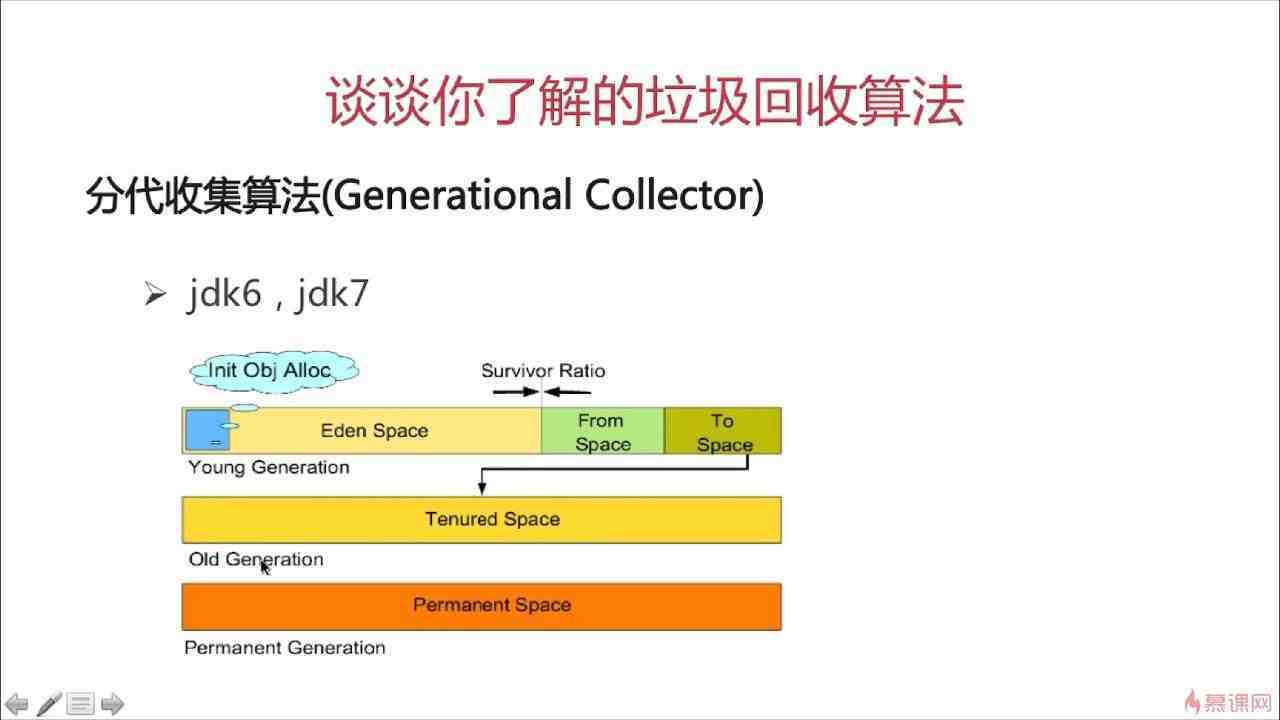 谈谈你了解的垃圾回收算法
分代收集算法(Generational Collector)
jdk6，jdk7
Init Obj Alloc
Survivor Ratio
Eden Space
From
Space
To
Space
Young Generation
Tenured Space
Old Generation
Permanent Space
Permanent Generation
慕课网